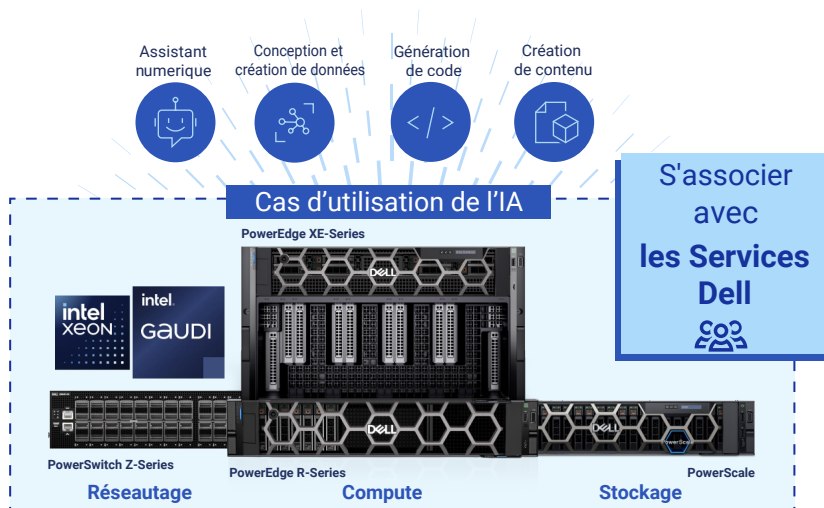 Assistant
numerique
Conception et
création de données
Génération
de code
Création
de contenu
</>
Cas d'utilisation de l'IA
S'associer
avec
les Services
Dell
PowerEdge XE-Series
DELL
intel
XEON
intel.
GAUDI
DELL
DELL
PowerScale
PowerSwitch Z-Series
PowerEdge R-Series
PowerScale
Réseautage
Compute
Stockage